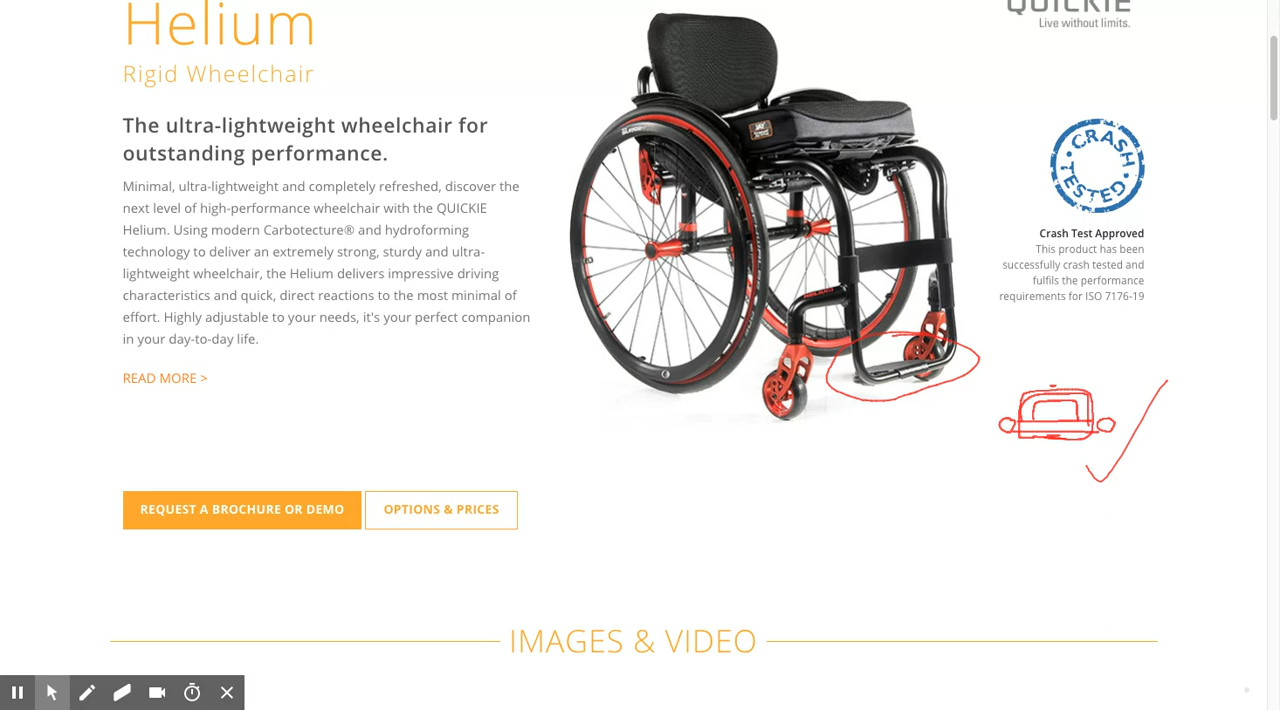 Helium
Rigid Wheelchair
The ultra-lightweight wheelchair for
outstanding performance.
Minimal, ultra-lightweight and completely refreshed, discover the
next level of high-performance wheelchair with the QUICKIE
Helium. Using modern Carbotecture® and hydroforming
technology to deliver an extremely strong, sturdy and ultra-
lightweight wheelchair, the Helium delivers impressive driving
characteristics and quick, direct reactions to the most minimal of
effort. Highly adjustable to your needs, it's your perfect companion
in your day-to-day life.
READ MORE >
QUICKIE
Live without limits.
JAY
CRASH
TESTED
Crash Test Approved
This product has been
successfully crash tested and
fulfils the performance
requirements for ISO 7176-19
REQUEST A BROCHURE OR DEMO
OPTIONS & PRICES
IMAGES & VIDEO